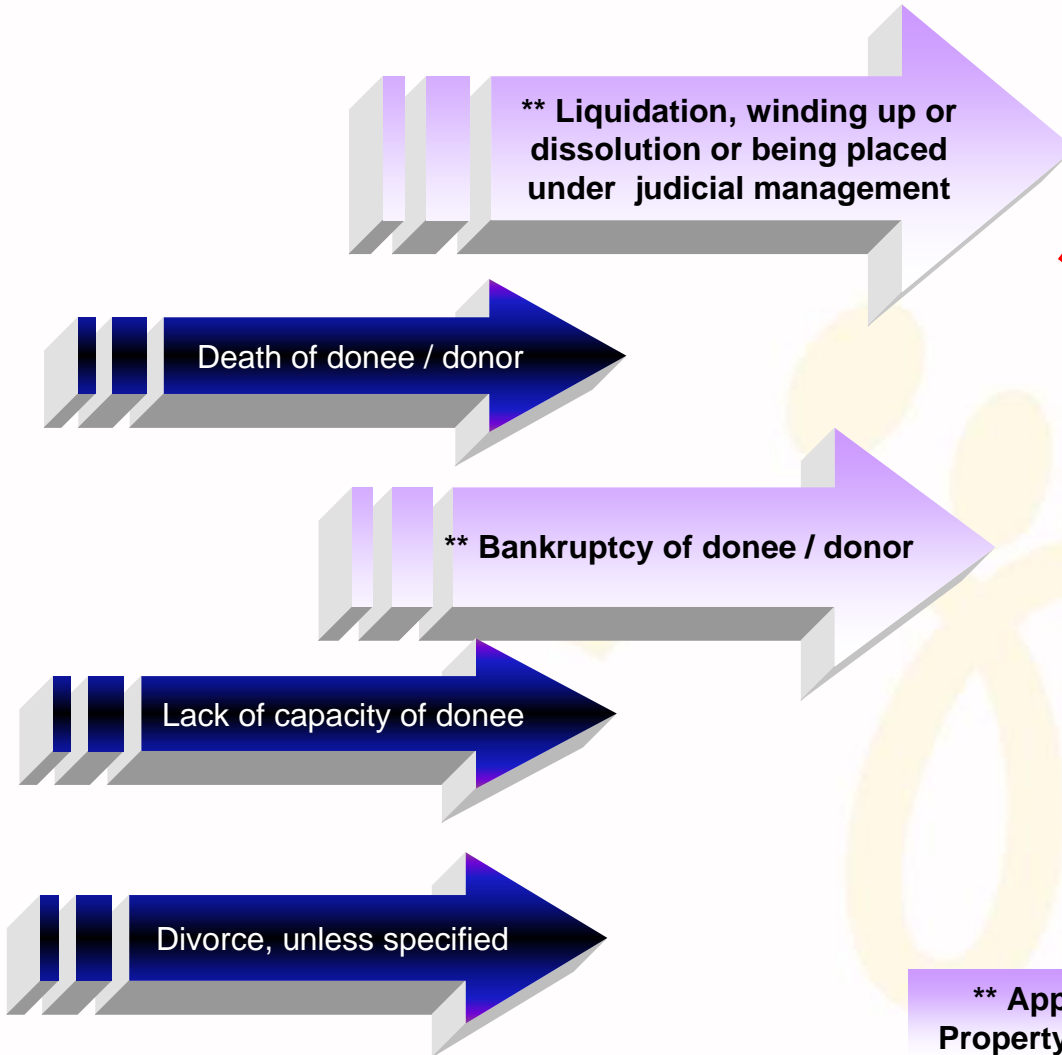 ** Liquidation, winding up or
dissolution or being placed
under judicial management
Death of donee / donor
** Bankruptcy of donee / donor
Lack of capacity of donee
Divorce, unless specified
** App
Property